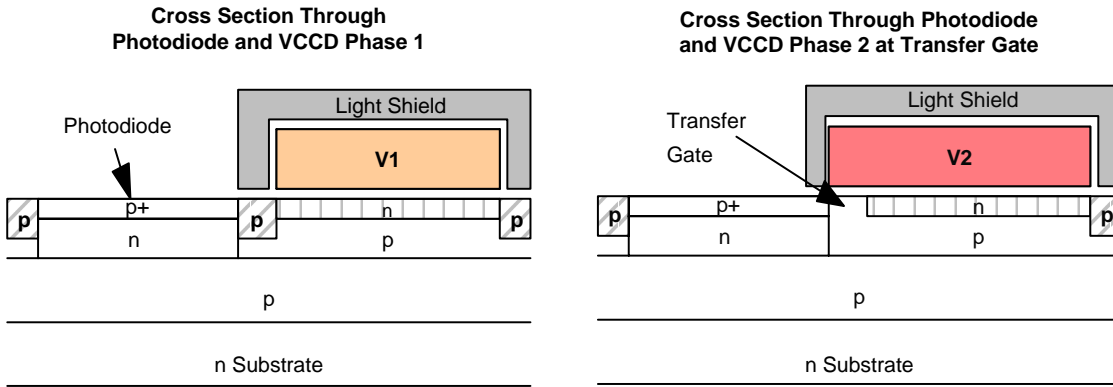 Cross Section Through
Photodiode and VCCD Phase 1
Light Shield
Photodiode
V1
p
p+
p
n
p
n
p
p
n Substrate
Cross Section Through Photodiode
and VCCD Phase 2 at Transfer Gate
Light Shield
Transfer
Gate
V2
p
p+
n
p
n
p
p
n Substrate